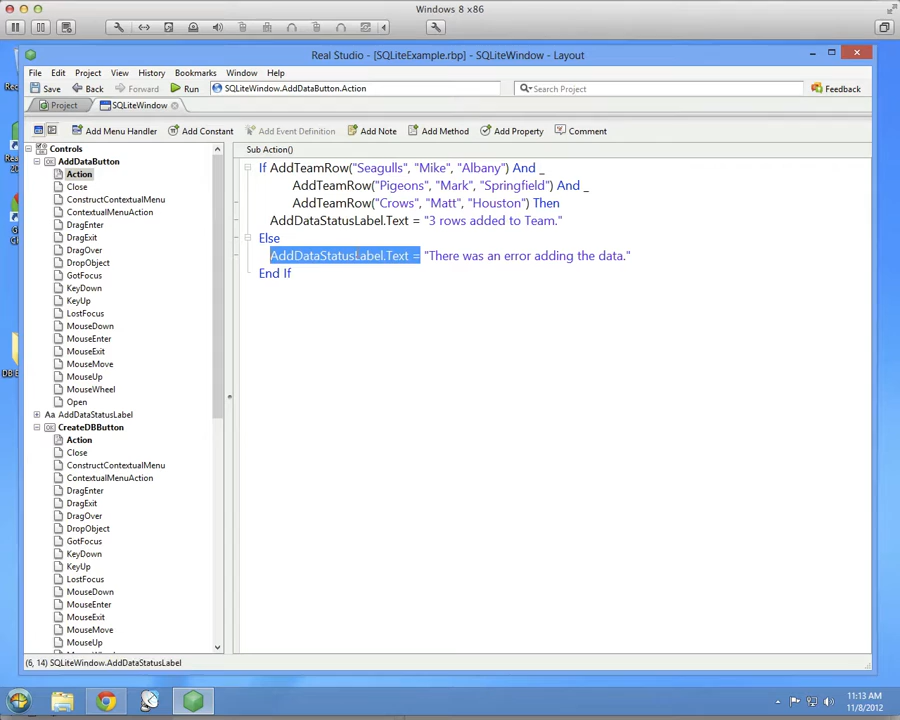 Windows 8 x86
Real Studio - [SQLiteExample.rbp] - SQLiteWindow - Layout
File Edit Project View History Bookmarks Window Help
Save Back Forward Run SQLiteWindow.AddDataButton.Action Search Project Feedback
Project SQLiteWindow
Add Menu Handler Add Constant Add Event Definition Add Note Add Method Add Property Comment
Controls
AddDataButton
Action
Close
ConstructContextualMenu
ContextualMenuAction
DragEnter
DragExit
DragOver
DropObject
GotFocus
KeyDown
KeyUp
LostFocus
MouseDown
MouseEnter
MouseExit
MouseMove
MouseUp
MouseWheel
Open
Aa AddDataStatusLabel
CreateDBButton
Action
Close
ConstructContextualMenu
ContextualMenuAction
DragEnter
DragExit
DragOver
DropObject
GotFocus
KeyDown
KeyUp
LostFocus
MouseDown
MouseEnter
MouseExit
MouseMove
MouseUp
Sub Action()
If AddTeamRow("Seagulls", "Mike", "Albany") And _
AddTeamRow("Pigeons", "Mark", "Springfield") And _
AddTeamRow("Crows", "Matt", "Houston") Then
AddDataStatusLabel.Text = "3 rows added to Team."
Else
AddDataStatusLabel.Text = "There was an error adding the data."
End If
(6, 14) SQLiteWindow.AddDataStatusLabel
11:13 AM
11/8/2012